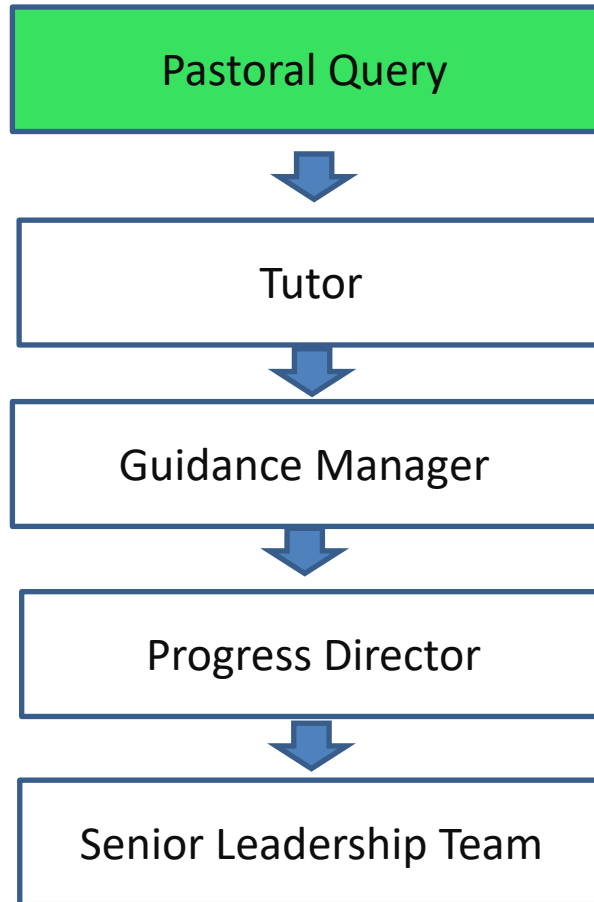 Pastoral Query
Tutor
Guidance Manager
Progress Director
Senior Leadership Team